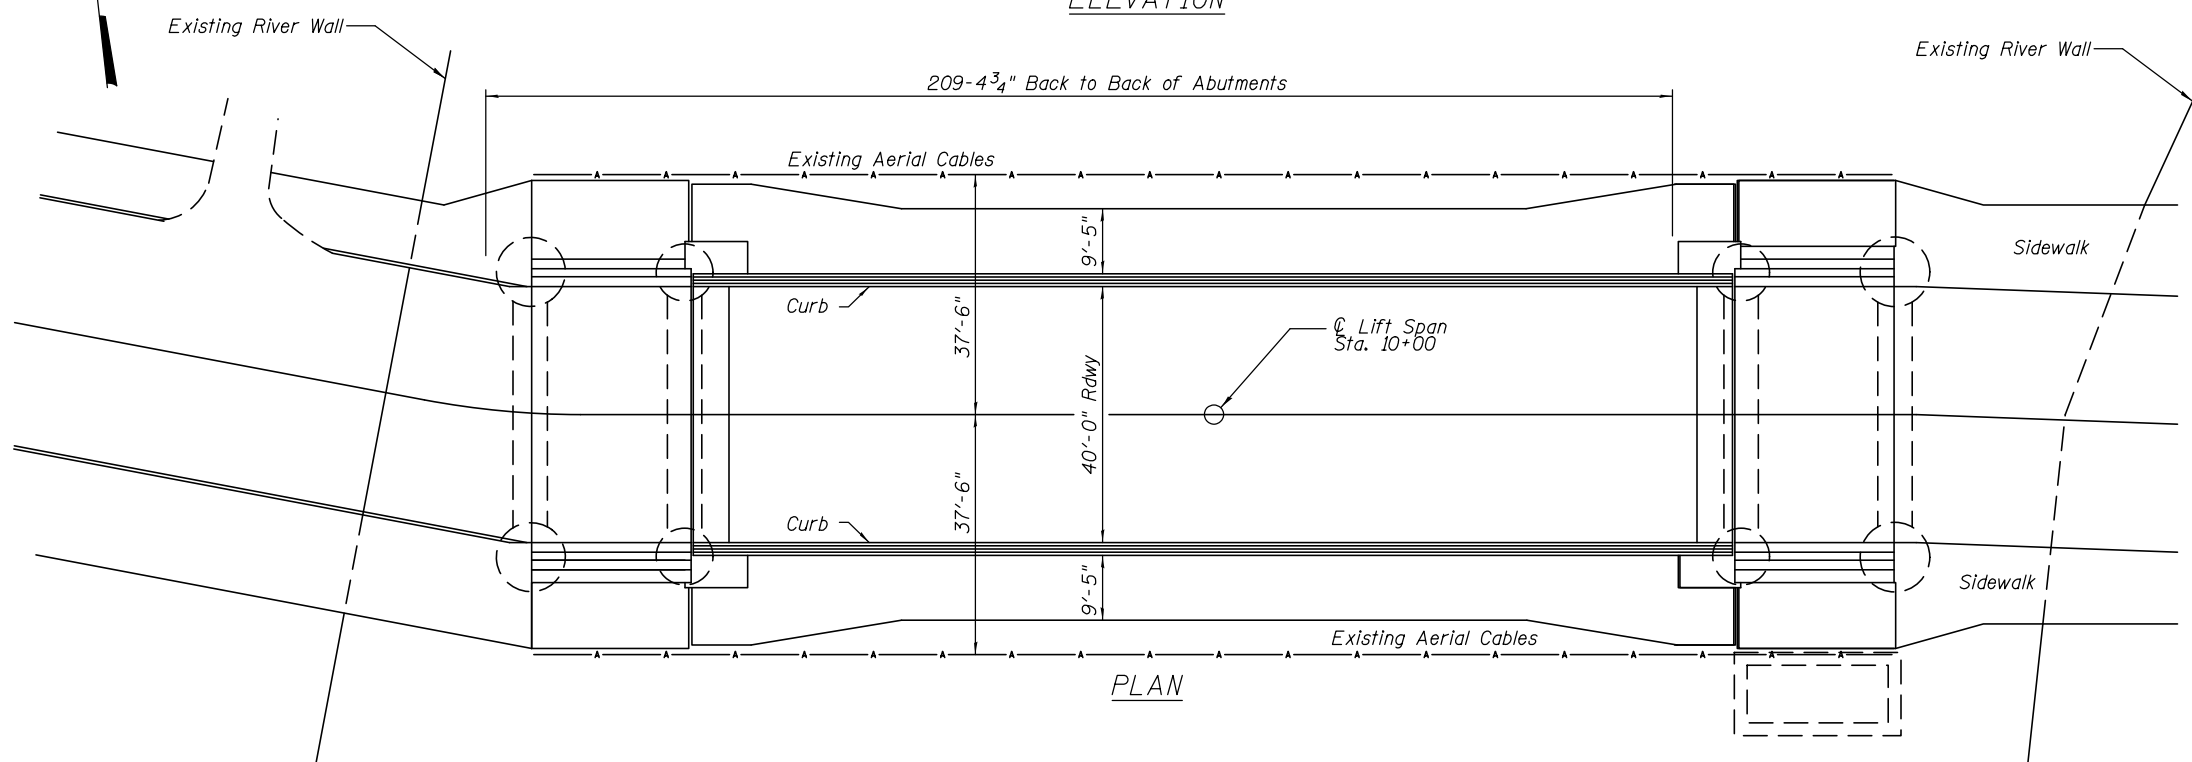 ELEVATION
Existing River Wall
Existing River Wall
209-4 3/4" Back to Back of Abutments
Existing Aerial Cables
A A A A A A A A A A A A A A A A A A A
9'-5"
Sidewalk
Curb
37'-6"
℄ Lift Span
Sta. 10+00
40'-0" Rdwy
37'-6"
Curb
9'-5"
Sidewalk
Existing Aerial Cables
A A A A A A A A A A A A A A A A A A A
PLAN